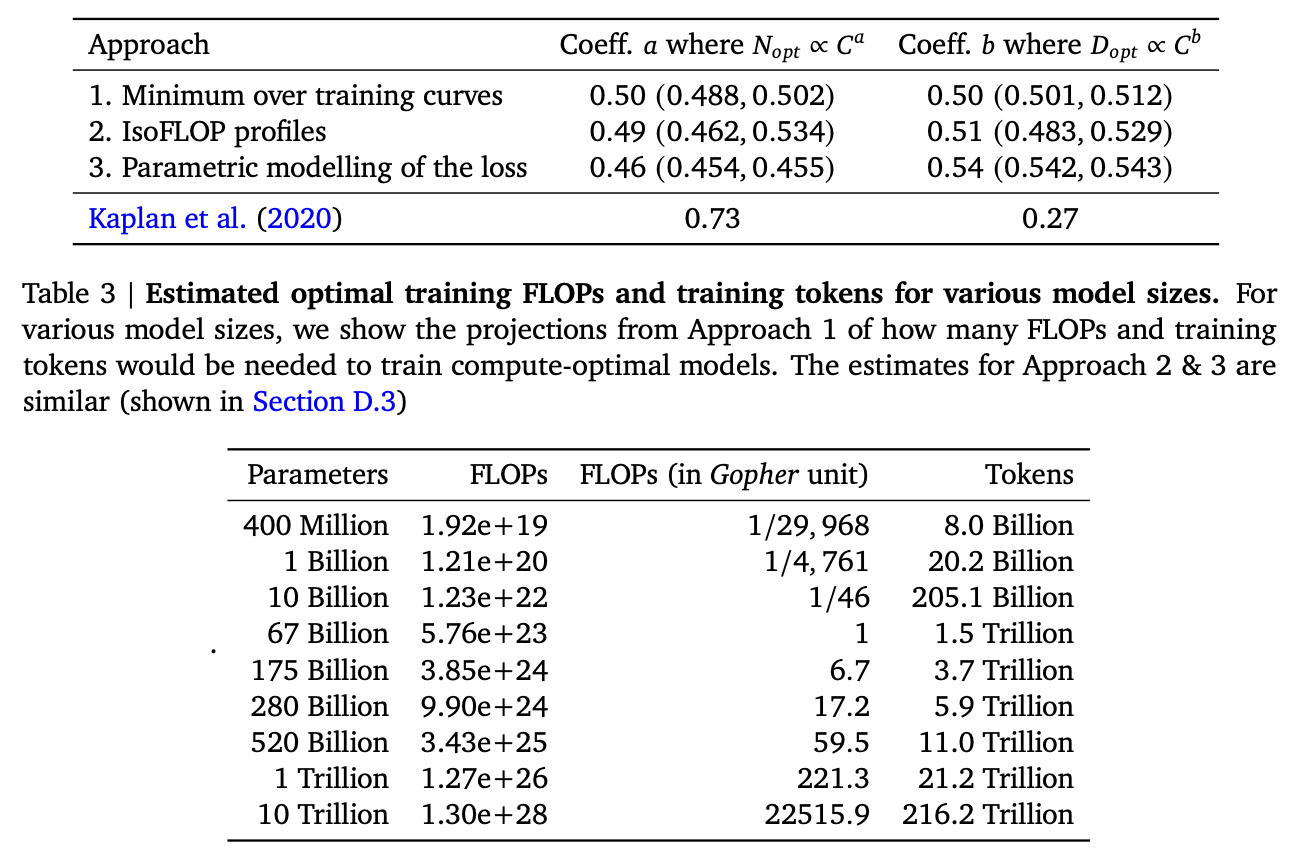 Approach Coeff. a where N_opt ∝ C^a Coeff. b where D_opt ∝ C^b
1. Minimum over training curves 0.50 (0.488, 0.502) 0.50 (0.501, 0.512)
2. IsoFLOP profiles 0.49 (0.462, 0.534) 0.51 (0.483, 0.529)
3. Parametric modelling of the loss 0.46 (0.454, 0.455) 0.54 (0.542, 0.543)
Kaplan et al. (2020) 0.73 0.27
Table 3 | Estimated optimal training FLOPs and training tokens for various model sizes. For
various model sizes, we show the projections from Approach 1 of how many FLOPs and training
tokens would be needed to train compute-optimal models. The estimates for Approach 2 & 3 are
similar (shown in Section D.3)
Parameters FLOPs FLOPs (in Gopher unit) Tokens
400 Million 1.92e+19 1/29,968 8.0 Billion
1 Billion 1.21e+20 1/4,761 20.2 Billion
10 Billion 1.23e+22 1/46 205.1 Billion
67 Billion 5.76e+23 1 1.5 Trillion
.
175 Billion 3.85e+24 6.7 3.7 Trillion
280 Billion 9.90e+24 17.2 5.9 Trillion
520 Billion 3.43e+25 59.5 11.0 Trillion
1 Trillion 1.27e+26 221.3 21.2 Trillion
10 Trillion 1.30e+28 22515.9 216.2 Trillion